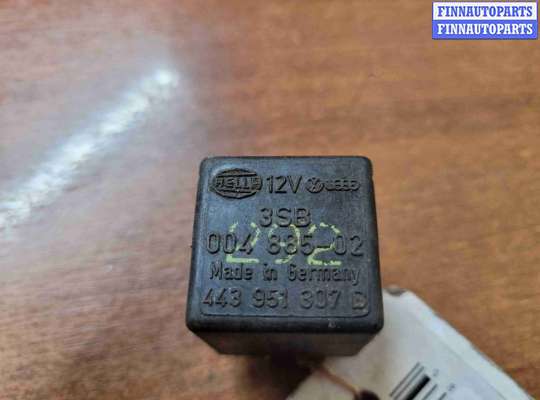 FINNAUTOPARTS
FINNAUTOPARTS
HELLA 12V
3SB
004 885-02
292
Made in Germany
443 951 307 D